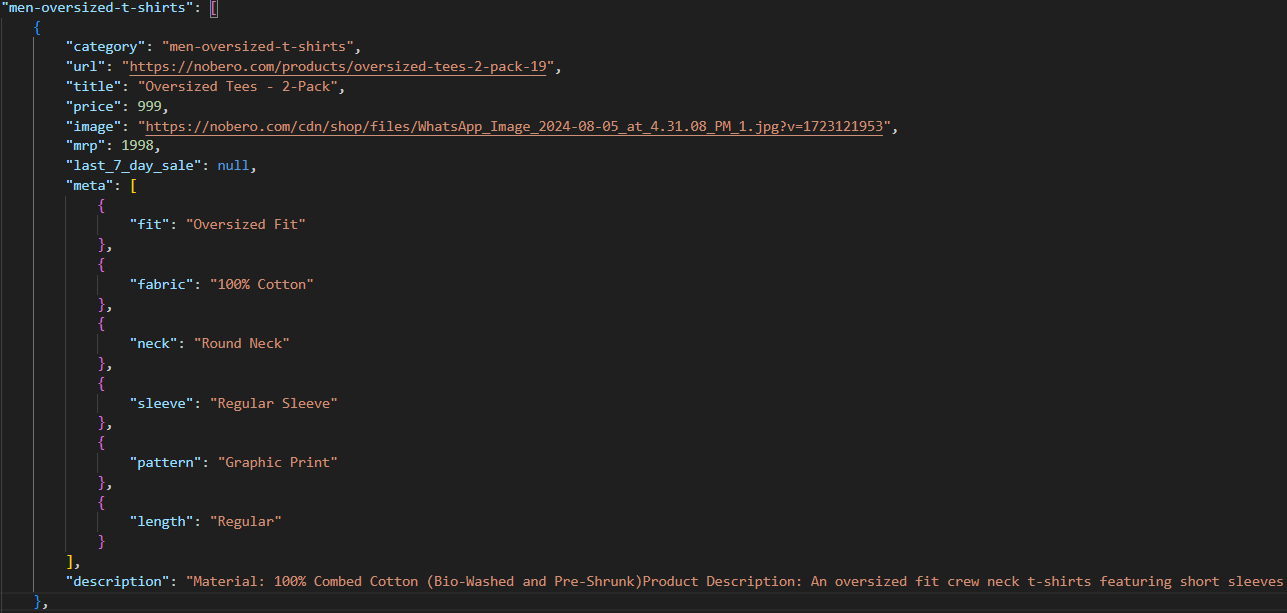 "men-oversized-t-shirts": [
{
"category": "men-oversized-t-shirts",
"url": "https://nobero.com/products/oversized-tees-2-pack-19",
"title": "Oversized Tees - 2-Pack",
"price": 999,
"image": "https://nobero.com/cdn/shop/files/WhatsApp_Image_2024-08-05_at_4.31.08_PM_1.jpg?v=1723121953",
"mrp": 1998,
"last_7_day_sale": null,
"meta": [
{
"fit": "Oversized Fit"
},
{
"fabric": "100% Cotton"
},
{
"neck": "Round Neck"
},
{
"sleeve": "Regular Sleeve"
},
{
"pattern": "Graphic Print"
},
{
"length": "Regular"
}
],
"description": "Material: 100% Combed Cotton (Bio-Washed and Pre-Shrunk)Product Description: An oversized fit crew neck t-shirts featuring short sleeves
},